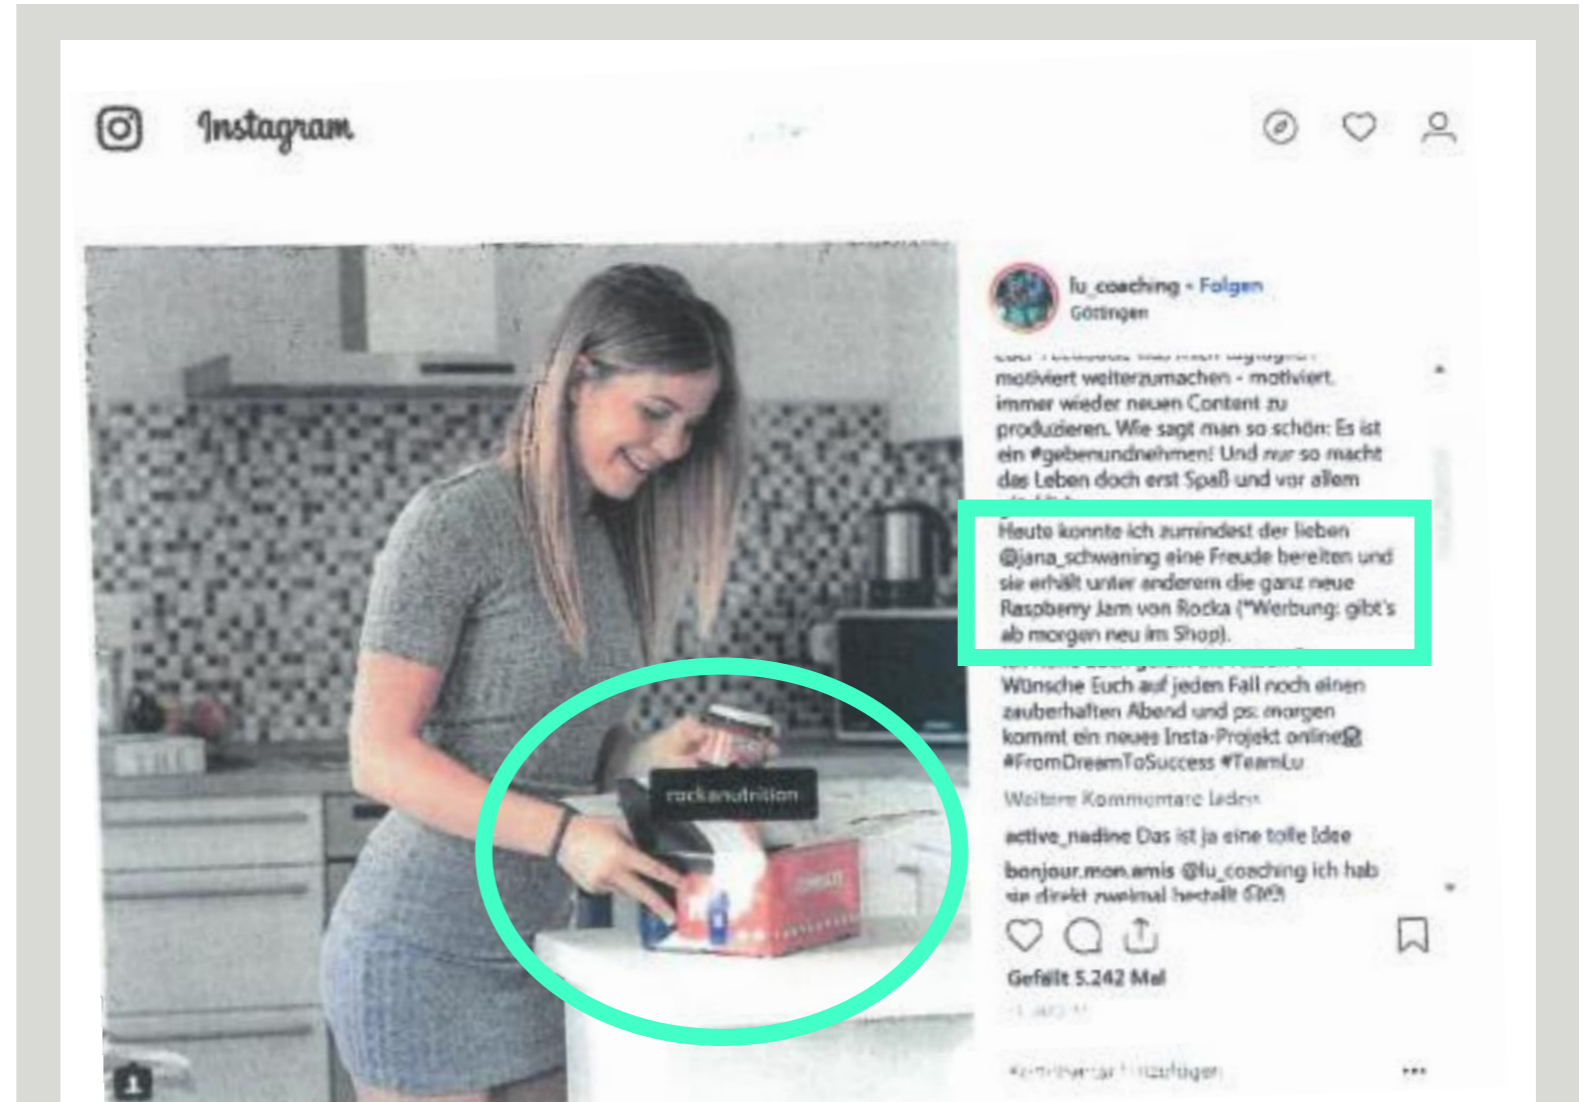 Instagram
lu_coaching • Folgen
Göttingen
motiviert weiterzumachen - motiviert,
immer wieder neuen Content zu
produzieren. Wie sagt man so schön: Es ist
ein #gebenundnehmen! Und nur so macht
das Leben doch erst Spaß und vor allem
Heute konnte ich zumindest der lieben
@jana_schwaning eine Freude bereiten und
sie erhält unter anderem die ganz neue
Raspberry Jam von Rocka (*Werbung: gibt's
ab morgen neu im Shop).
Wünsche Euch auf jeden Fall noch einen
zauberhaften Abend und ps: morgen
kommt ein neues Insta-Projekt online
#FromDreamToSuccess #TeamLu
Weitere Kommentare laden
active_nadine Das ist ja eine tolle Idee
bonjour.mon.amis @lu_coaching ich hab
sie direkt zweimal bestellt
Gefällt 5.242 Mal
hinzufügen
rockanutrition